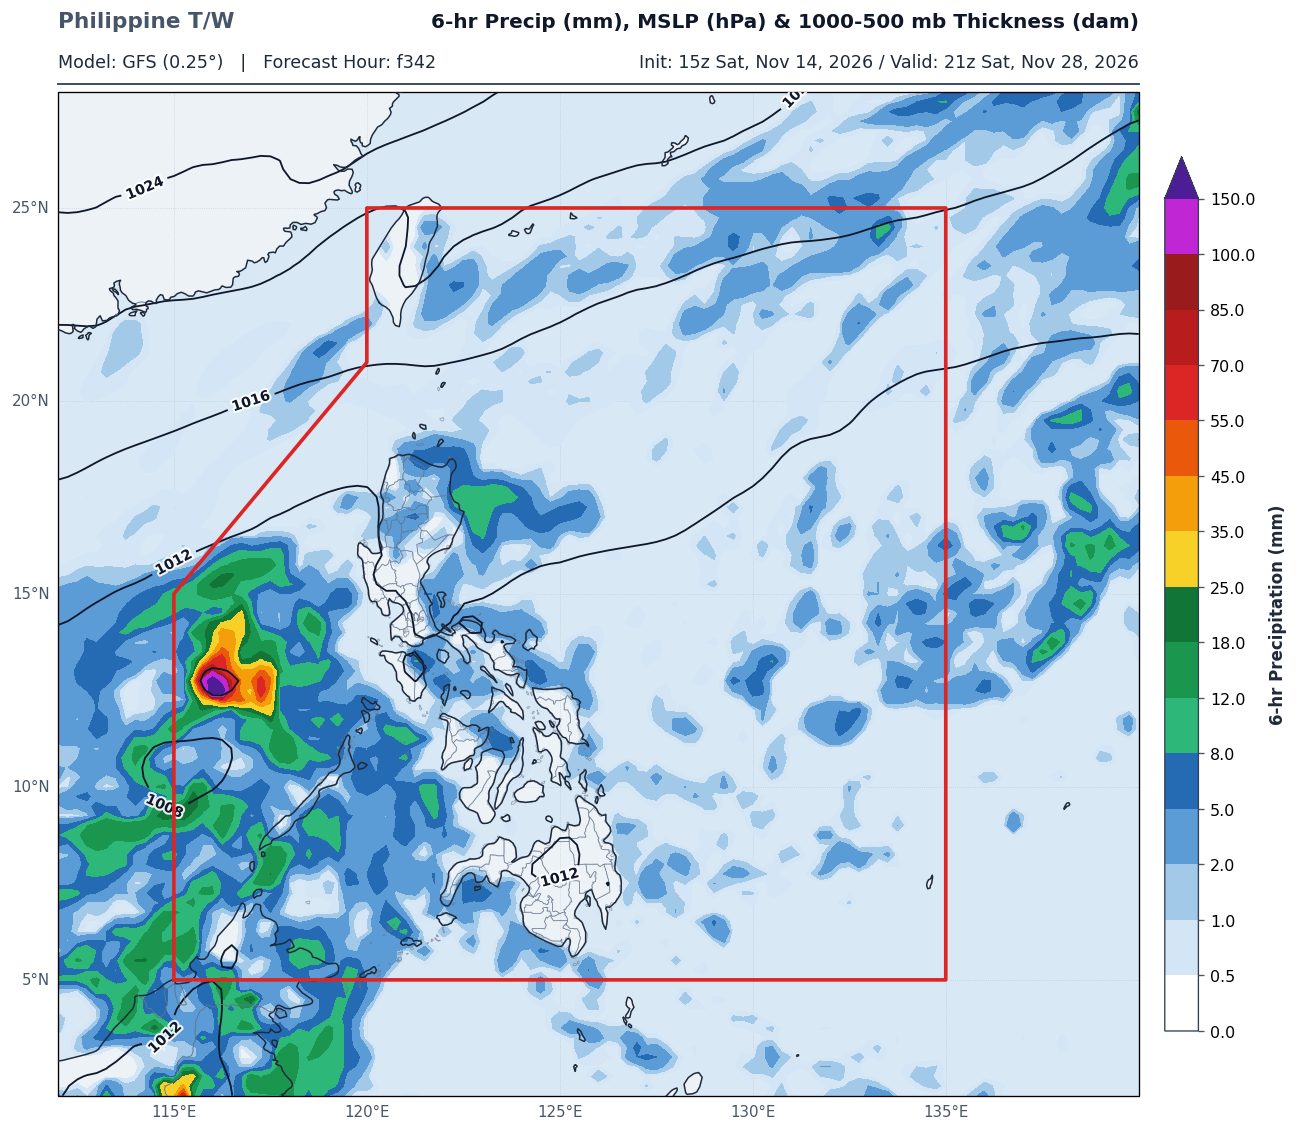 Philippine T/W
6-hr Precip (mm), MSLP (hPa) & 1000-500 mb Thickness (dam)
Model: GFS (0.25°) | Forecast Hour: f342
Init: 15z Sat, Nov 14, 2026 / Valid: 21z Sat, Nov 28, 2026
1024
1016
1012
1008
1012
1012
25°N
20°N
15°N
10°N
5°N
115°E
120°E
125°E
130°E
135°E
150.0
100.0
85.0
70.0
55.0
45.0
35.0
25.0
18.0
12.0
8.0
5.0
2.0
1.0
0.5
0.0
6-hr Precipitation (mm)